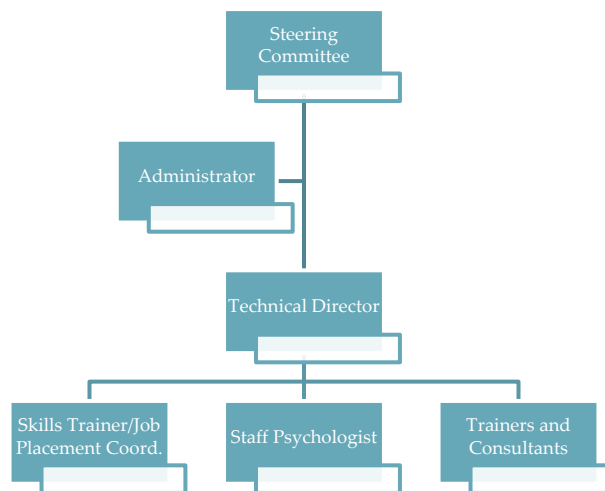 Steering
Committee
Administrator
Technical Director
Skills Trainer/Job
Placement Coord.
Staff Psychologist
Trainers and
Consultants